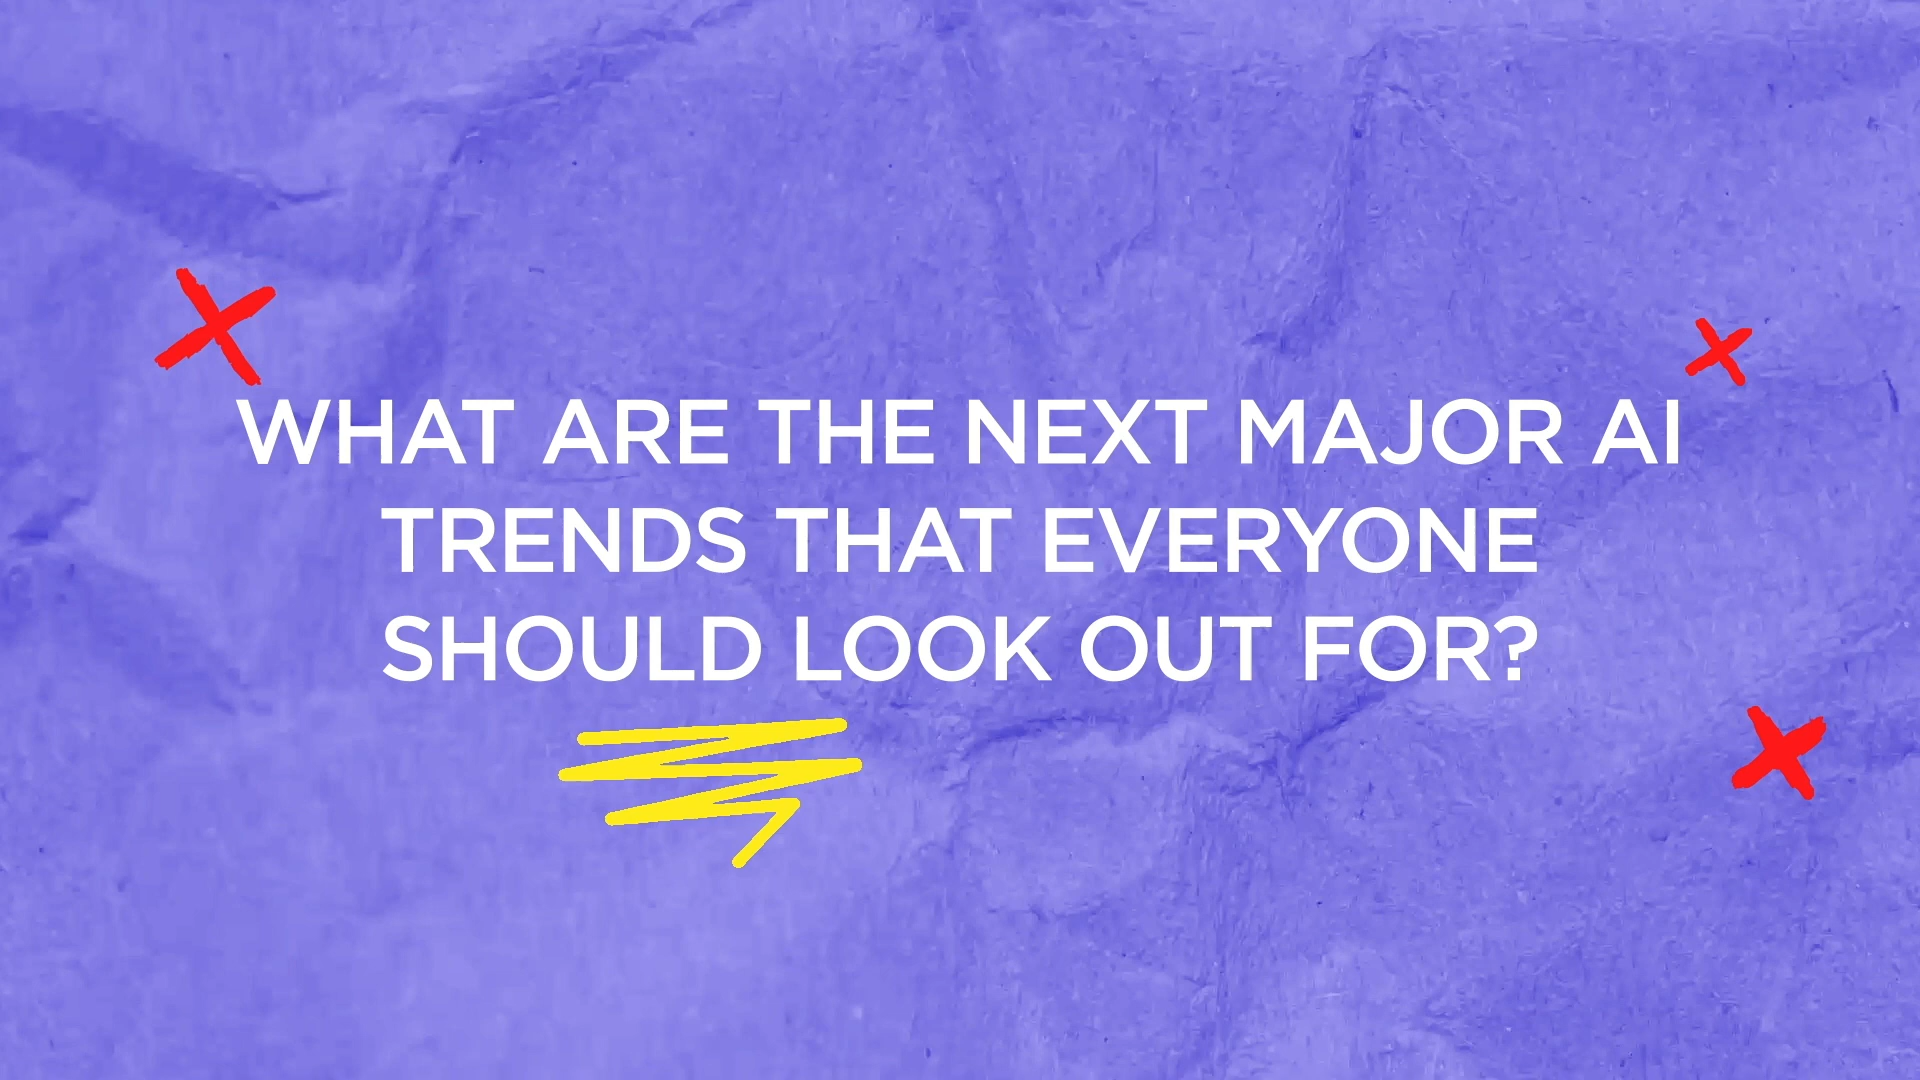 WHAT ARE THE NEXT MAJOR AI
TRENDS THAT EVERYONE
SHOULD LOOK OUT FOR?